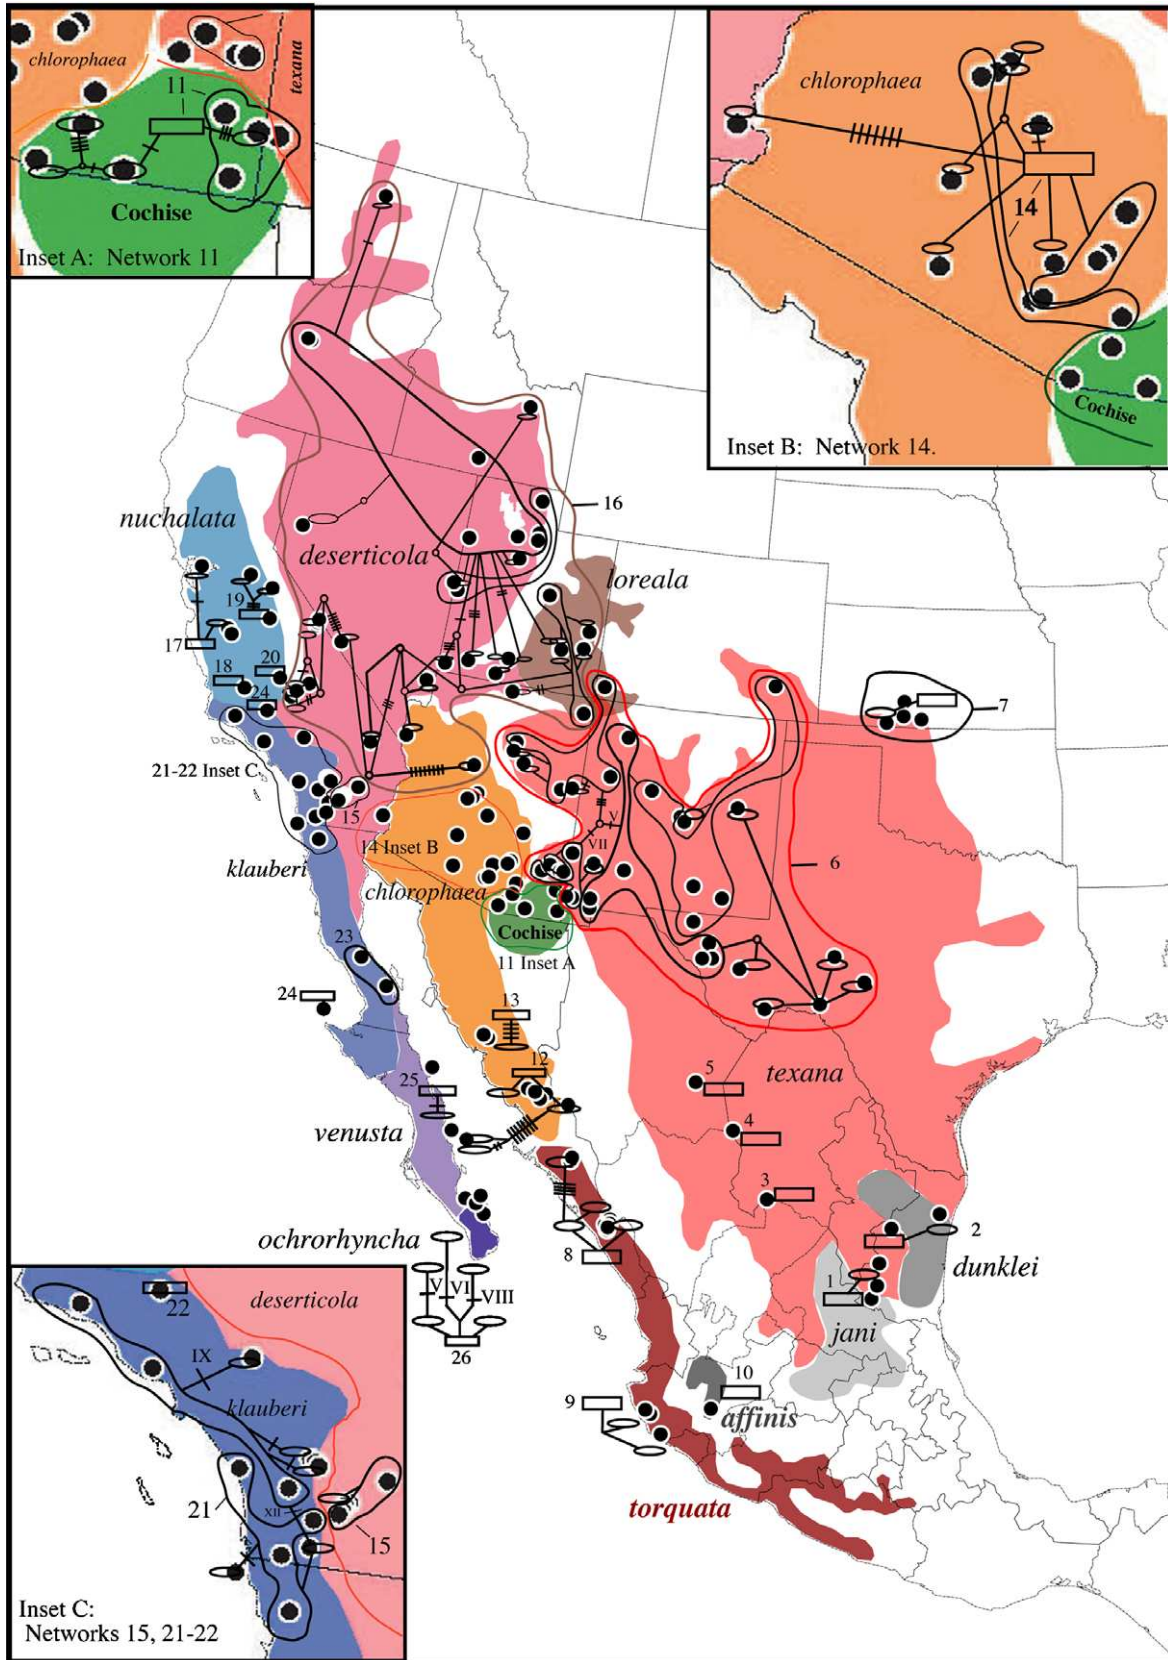 chlorophaea
11
texana
Cochise
Inset A: Network 11
chlorophaea
14
Cochise
Inset B: Network 14.
16
nuchalata
deserticola
loreala
19
17
18
20
24
7
21-22 Inset C
15
V
VII
14 Inset B
6
klauberi
chlorophaea
Cochise
11 Inset A
23
24
13
12
5
texana
25
4
venusta
3
ochrorhyncha
8
2
dunklei
V
VI
VIII
1
jani
26
10
9
affinis
torquata
22
deserticola
IX
klauberi
21
XII
15
Inset C:
Networks 15, 21-22